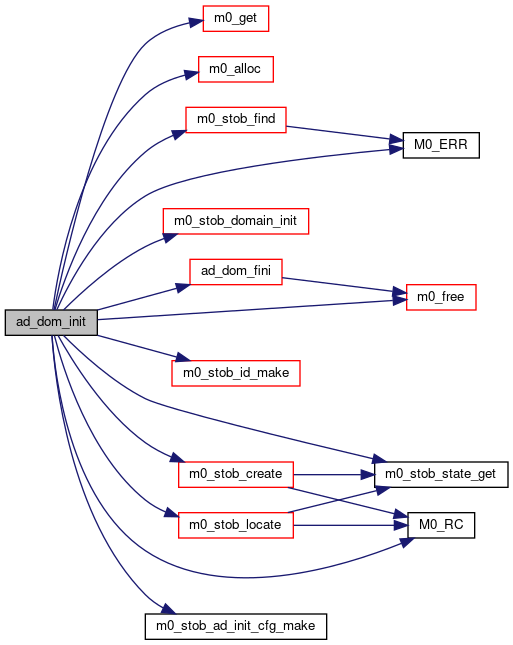 m0_get
m0_alloc
m0_stob_find
M0_ERR
m0_stob_domain_init
ad_dom_fini
m0_free
ad_dom_init
m0_stob_id_make
m0_stob_create
m0_stob_state_get
m0_stob_locate
M0_RC
m0_stob_ad_init_cfg_make